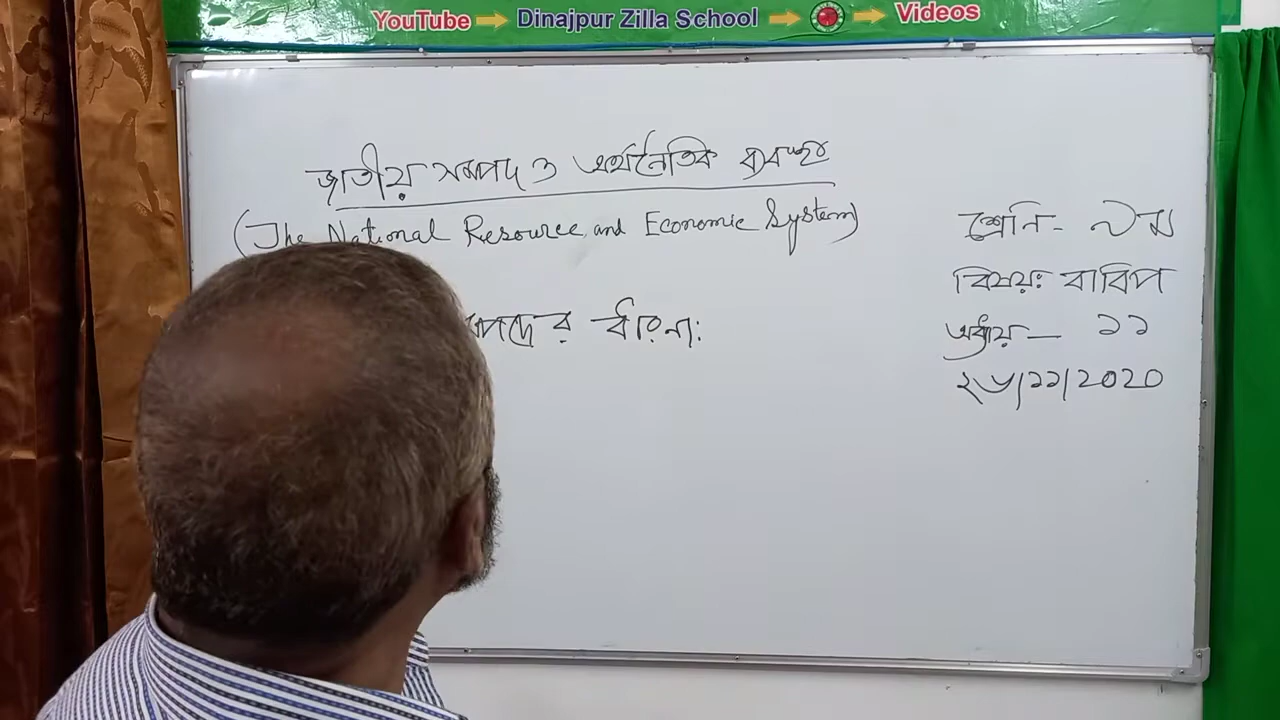 YouTube → Dinajpur Zilla School → → Videos
জাতীয় সম্পদ ও অর্থনৈতিক ব্যবস্থা
(The National Resource and Economic System)
ধারনা:
শ্রেনি - ৯ম
বিষয়: বাবিপ
অধ্যায় — ১১
২৬/১১/2020